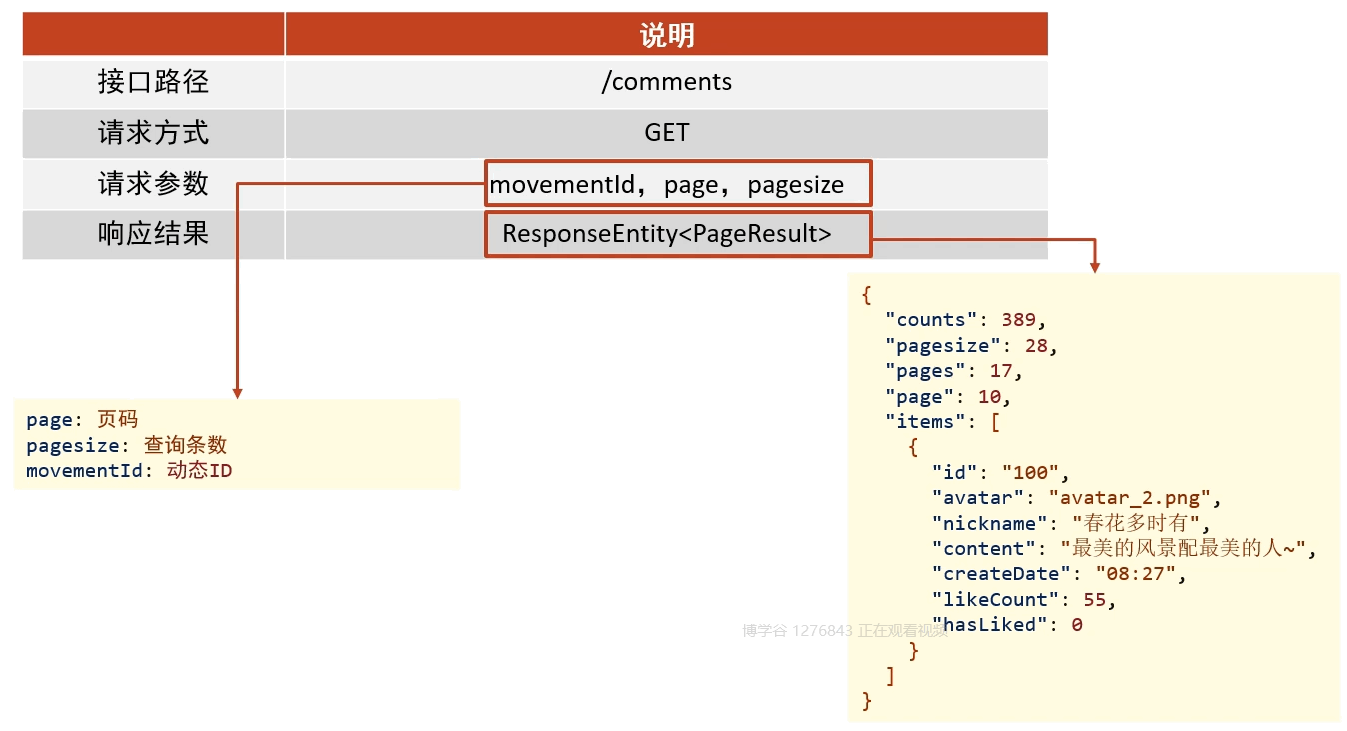 说明
接口路径 /comments
请求方式 GET
请求参数 movementId，page，pagesize
响应结果 ResponseEntity<PageResult>
page: 页码
pagesize: 查询条数
movementId: 动态ID
{
"counts": 389,
"pagesize": 28,
"pages": 17,
"page": 10,
"items": [
{
"id": "100",
"avatar": "avatar_2.png",
"nickname": "春花多时有",
"content": "最美的风景配最美的人~",
"createDate": "08:27",
"likeCount": 55,
"hasLiked": 0
}
]
}
博学谷 1276843 正在观看视频